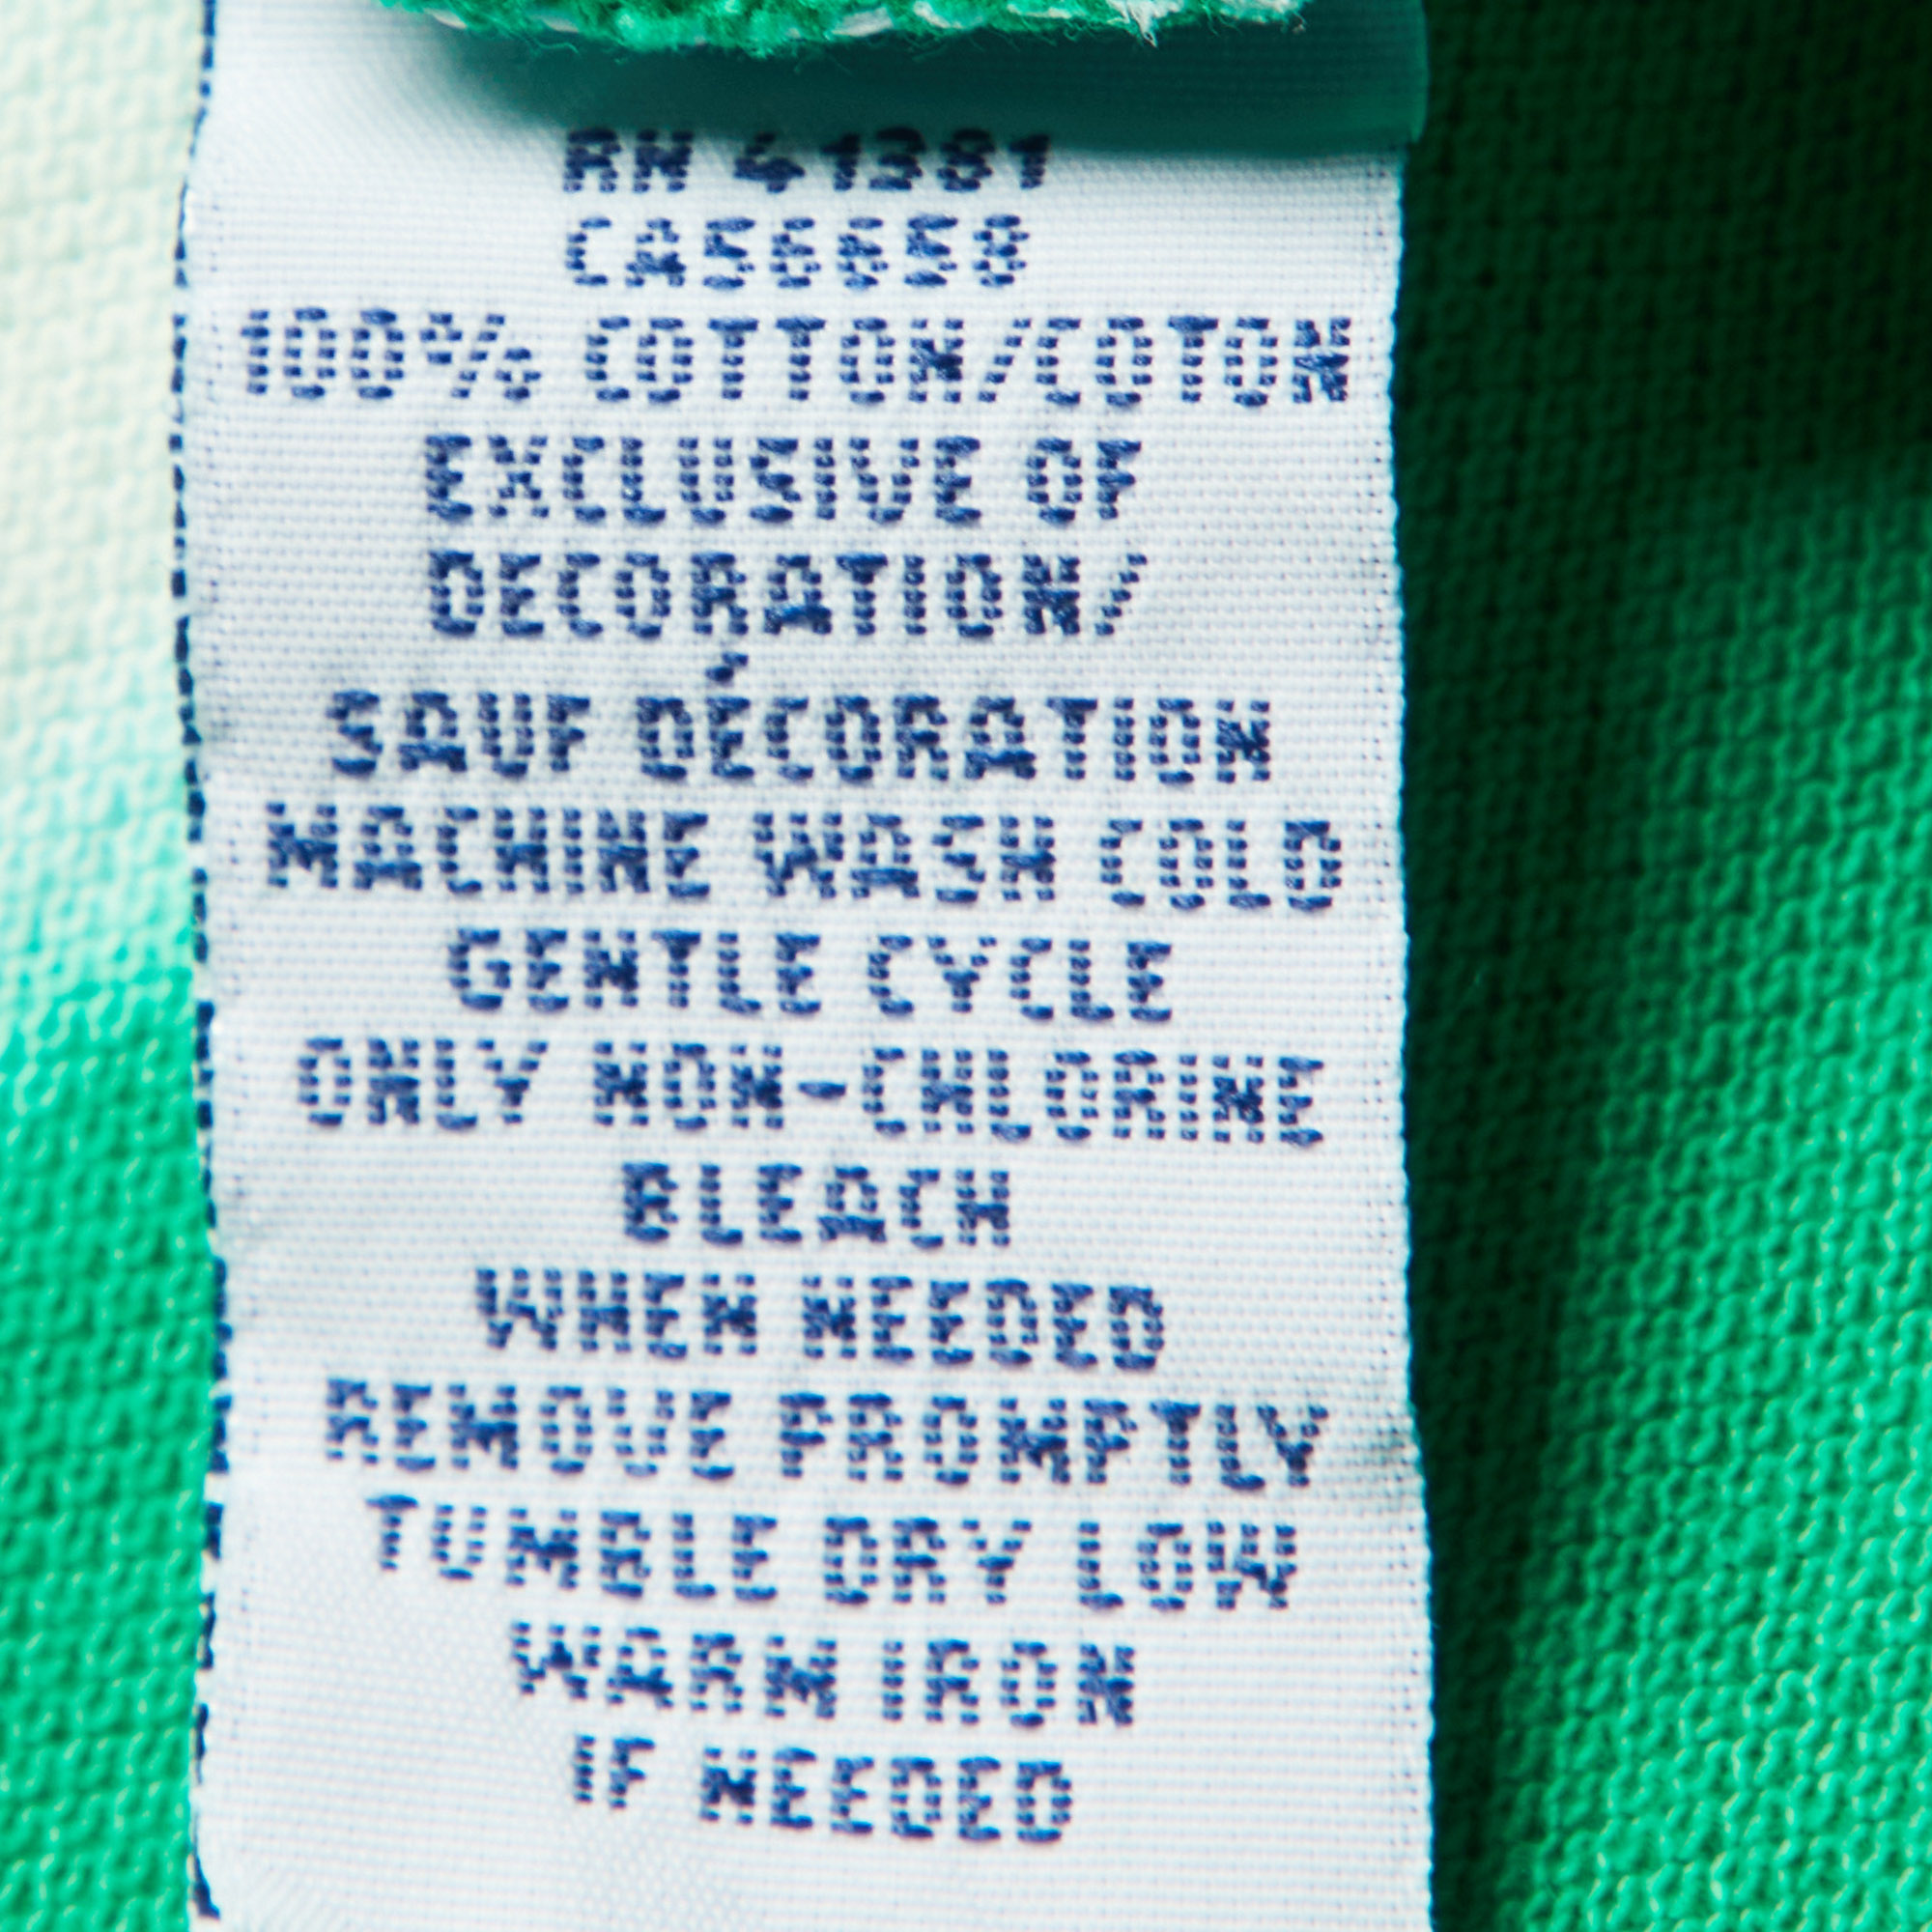 RN 41381
CA56658
100% COTTON/COTON
EXCLUSIVE OF
DECORATION/
SAUF DÉCORATION
MACHINE WASH COLD
GENTLE CYCLE
ONLY NON-CHLORINE
BLEACH
WHEN NEEDED
REMOVE PROMPTLY
TUMBLE DRY LOW
WARM IRON
IF NEEDED